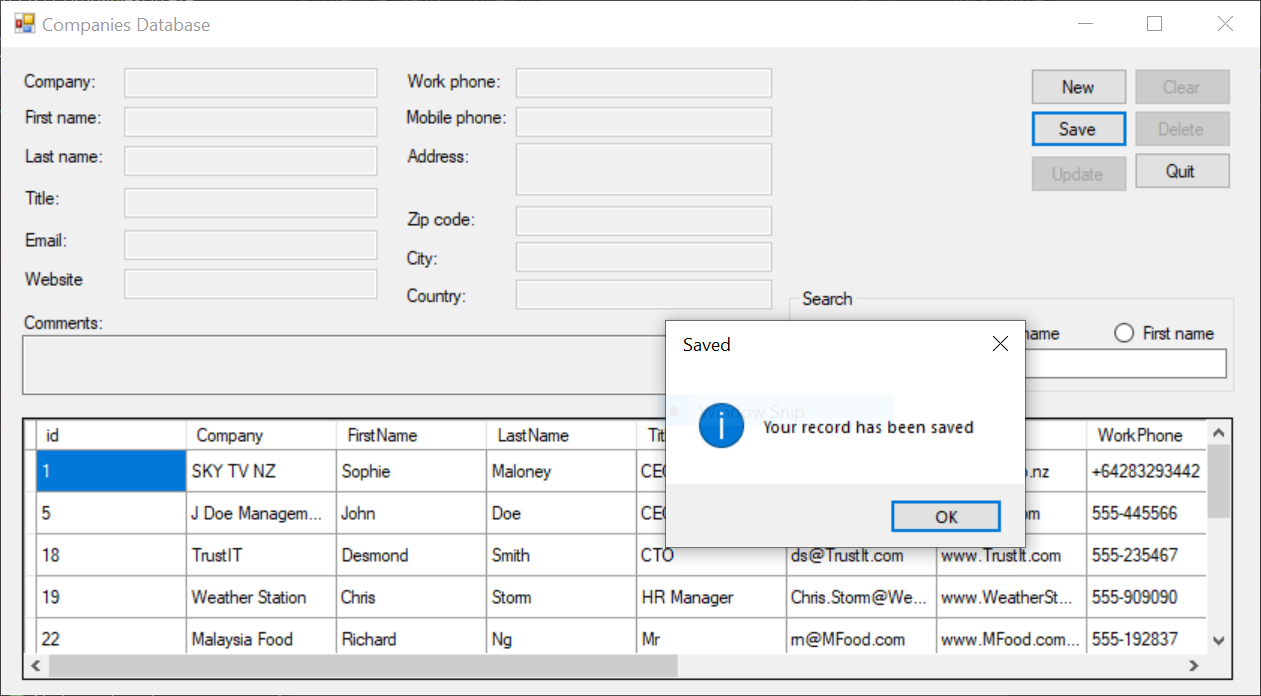 Companies Database
Company:
Work phone:
New
Clear
First name:
Mobile phone:
Save
Delete
Last name:
Address:
Update
Quit
Title:
Zip code:
Email:
City:
Website
Country:
Search
Comments:
name
First name
Saved
Window Snip
Your record has been saved
OK
id Company FirstName LastName WorkPhone
1 SKY TV NZ Sophie Maloney .nz +64283293442
5 J Doe Managem... John Doe 555-445566
18 TrustIT Desmond Smith CTO ds@TrustIt.com www.TrustIt.com 555-235467
19 Weather Station Chris Storm HR Manager Chris.Storm@We... www.WeatherSt... 555-909090
22 Malaysia Food Richard Ng Mr rn@MFood.com www.MFood.com... 555-192837